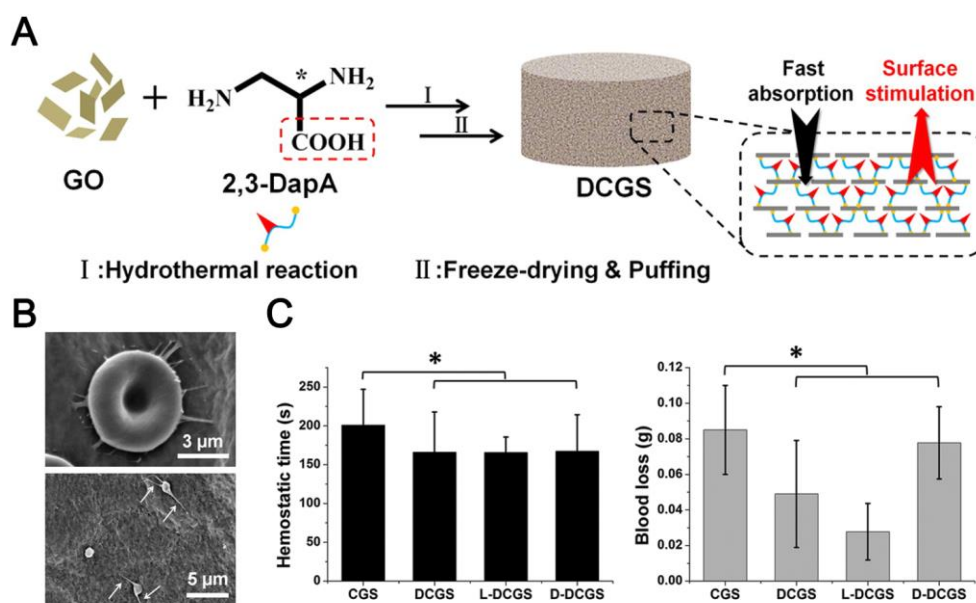 A
GO
+
H₂N
*
NH₂
COOH
2,3-DapA
I
II
DCGS
Fast
absorption
Surface
stimulation
I :Hydrothermal reaction
II :Freeze-drying & Puffing
B
3 μm
5 μm
C
Hemostatic time (s)
250
200
150
100
50
0
*
CGS DCGS L-DCGS D-DCGS
Blood loss (g)
0.12
0.10
0.08
0.06
0.04
0.02
0.00
*
CGS DCGS L-DCGS D-DCGS